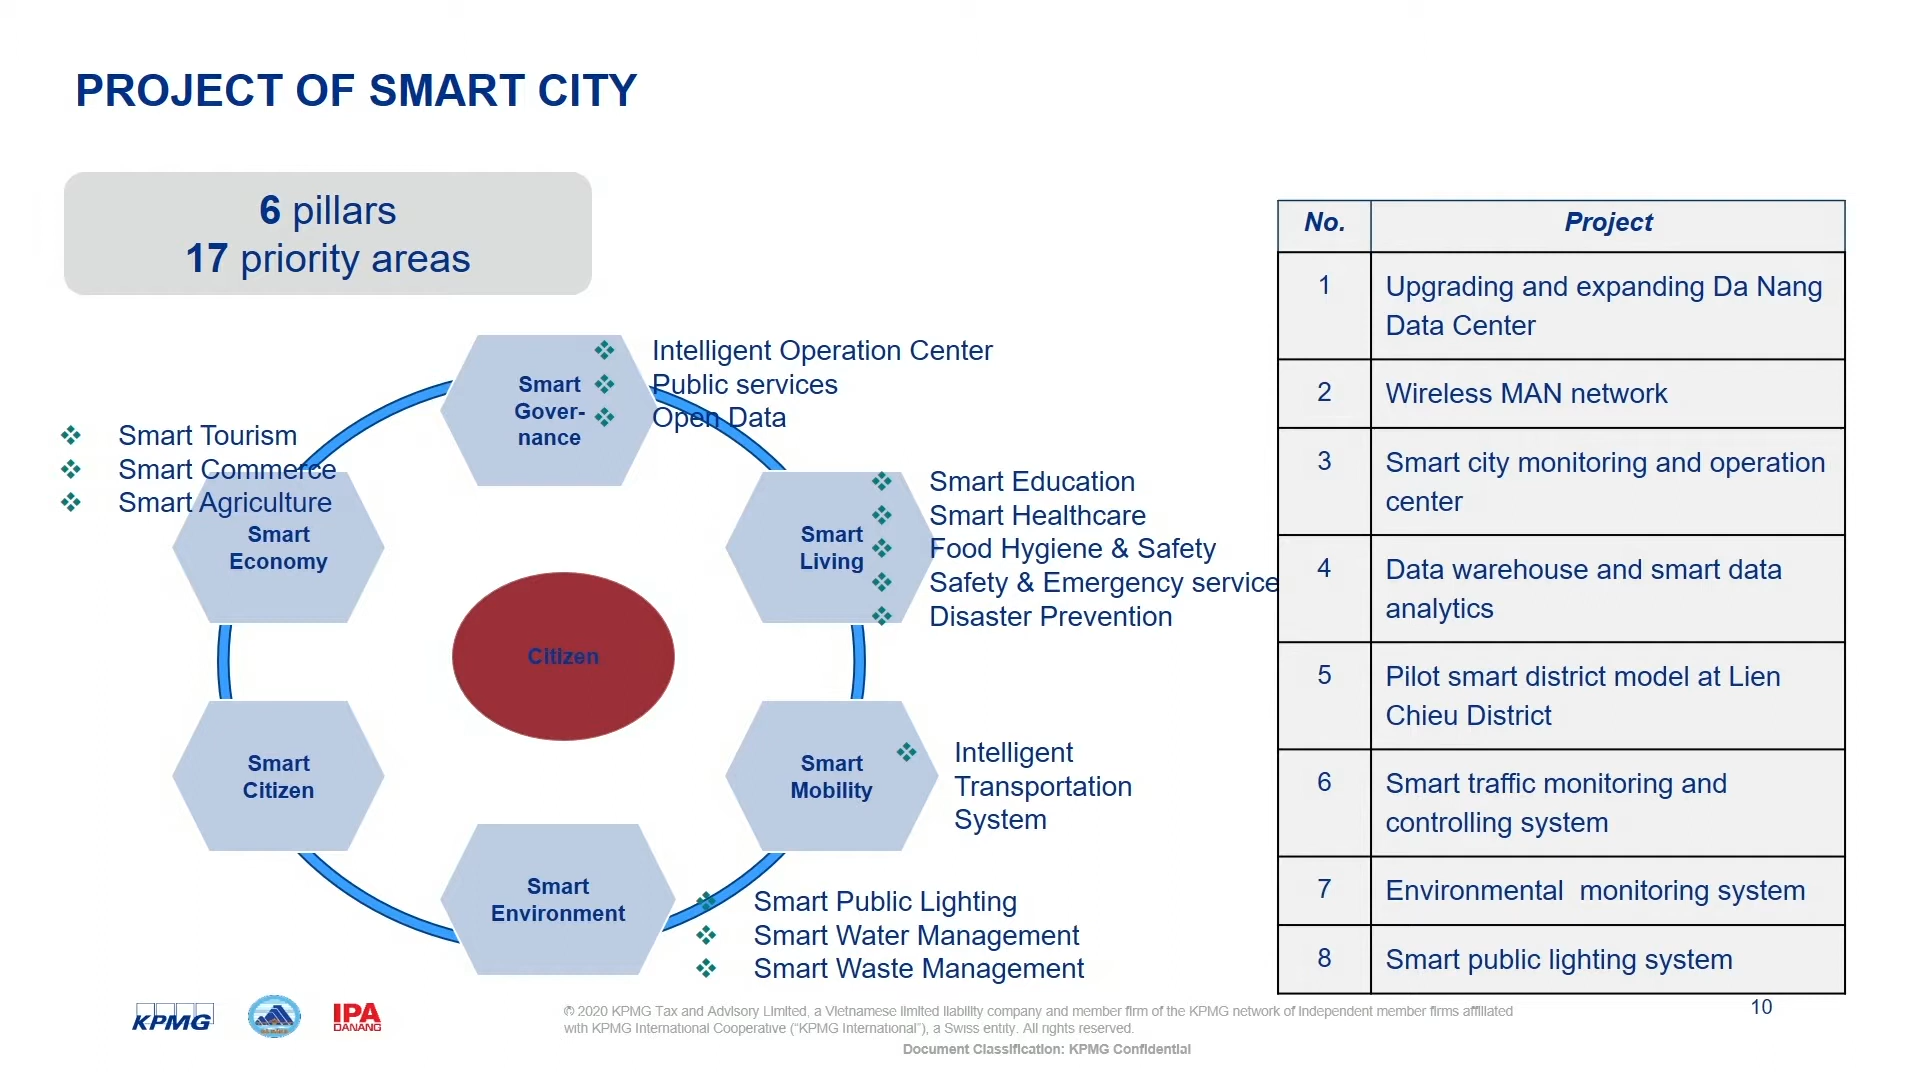 PROJECT OF SMART CITY
6 pillars
17 priority areas
Smart
Gover-
nance
Intelligent Operation Center
Public services
Open Data
Smart Tourism
Smart Commerce
Smart Agriculture
Smart
Economy
Smart
Living
Smart Education
Smart Healthcare
Food Hygiene & Safety
Safety & Emergency service
Disaster Prevention
Citizen
Smart
Citizen
Smart
Mobility
Intelligent
Transportation
System
Smart
Environment
Smart Public Lighting
Smart Water Management
Smart Waste Management
No. Project
1 Upgrading and expanding Da Nang
Data Center
2 Wireless MAN network
3 Smart city monitoring and operation
center
4 Data warehouse and smart data
analytics
5 Pilot smart district model at Lien
Chieu District
6 Smart traffic monitoring and
controlling system
7 Environmental monitoring system
8 Smart public lighting system
KPMG
IPA
DANANG
© 2020 KPMG Tax and Advisory Limited, a Vietnamese limited liability company and member firm of the KPMG network of independent member firms affiliated
with KPMG International Cooperative (“KPMG International”), a Swiss entity. All rights reserved.
Document Classification: KPMG Confidential
10